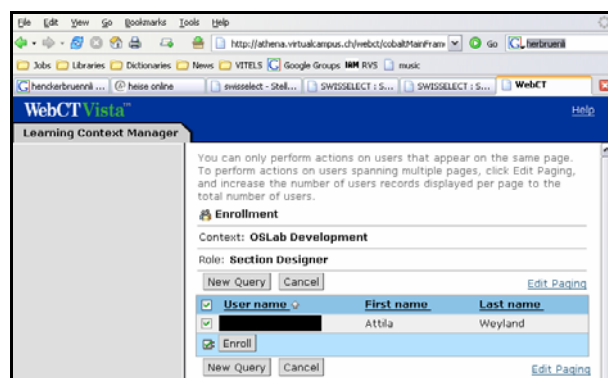 File Edit View Go Bookmarks Tools Help
http://athena.virtualcampus.ch/webct/cobaltMainFram Go
Jobs Libraries Dictionaries News VITELS Google Groups IAM RVS music
heise online swisselect - Stell... SWISSELECT : S... SWISSELECT : S... WebCT
WebCT Vista™ Help
Learning Context Manager
You can only perform actions on users that appear on the same page.
To perform actions on users spanning multiple pages, click Edit Paging,
and increase the number of users records displayed per page to the
total number of users.
Enrollment
Context: OSLab Development
Role: Section Designer
New Query Cancel Edit Paging
User name First name Last name
Attila Weyland
Enroll
New Query Cancel Edit Paging